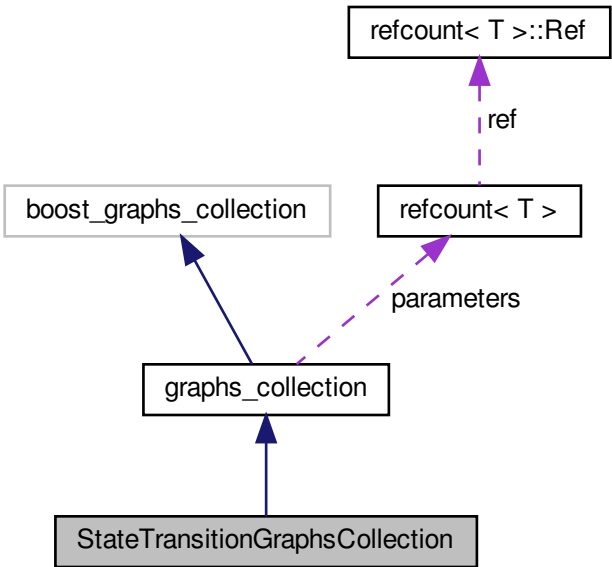 refcount< T >::Ref
ref
boost_graphs_collection
refcount< T >
parameters
graphs_collection
StateTransitionGraphsCollection